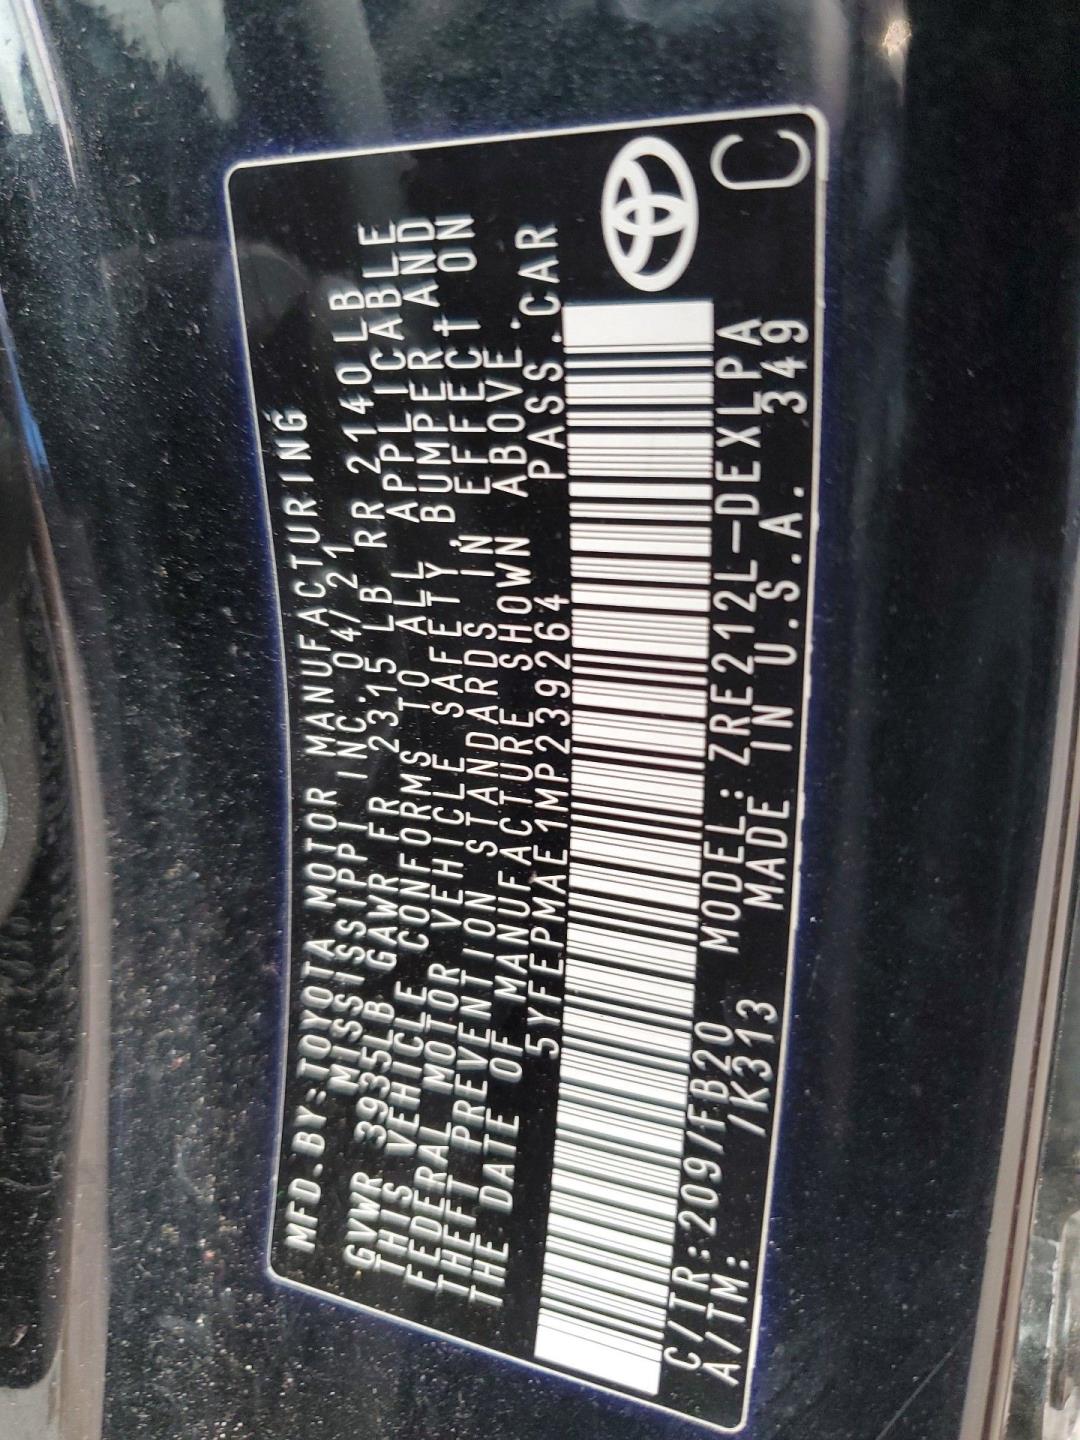 MFD.BY:TOYOTA MOTOR MANUFACTURING
MISSISSIPPI INC. 04/21
GVWR 3935LB GAWR FR 2315 LB RR 2140LB
THIS VEHICLE CONFORMS TO ALL APPLICABLE
FEDERAL MOTOR VEHICLE SAFETY, BUMPER AND
THEFT PREVENTION STANDARDS IN EFFECT ON
THE DATE OF MANUFACTURE SHOWN ABOVE.
5YFEPMAE1MP239264 PASS.CAR
C/TR:209/FB20 MODEL:ZRE212L-DEXLPA
A/TM: /K313 MADE IN U.S.A. 349
C